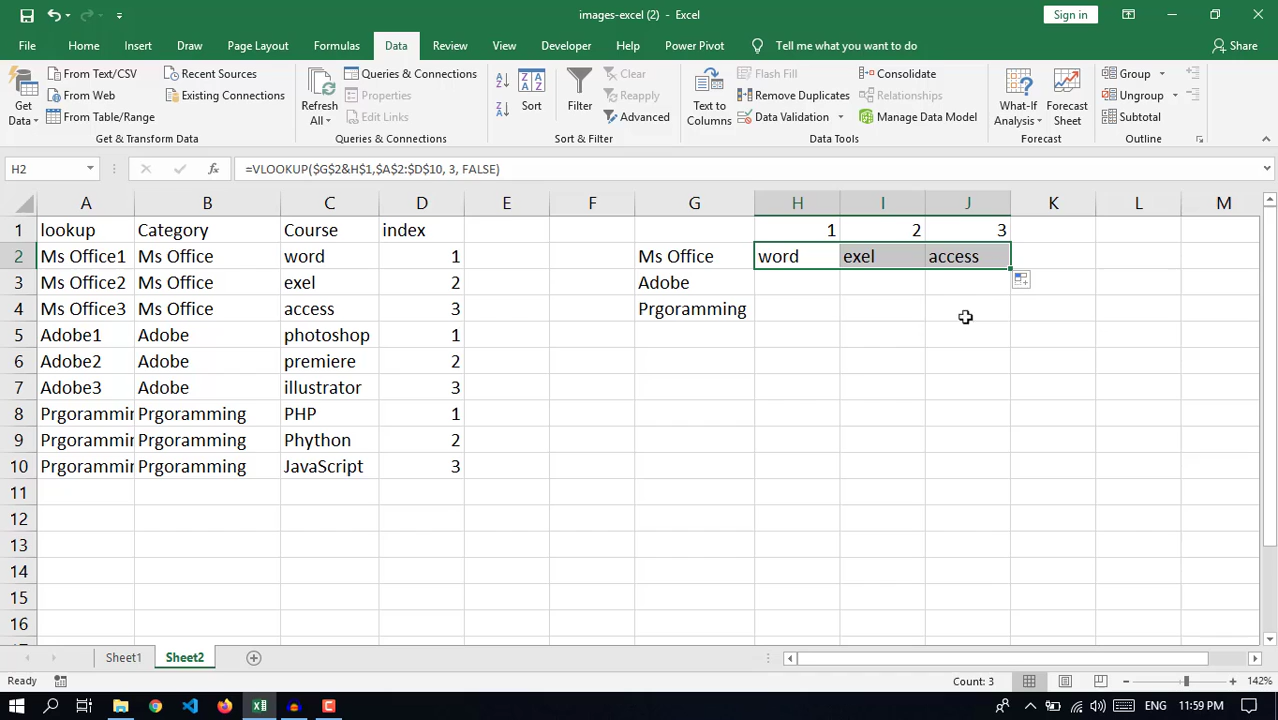 images-excel (2) - Excel
Sign in
File Home Insert Draw Page Layout Formulas Data Review View Developer Help Power Pivot Tell me what you want to do Share
Get Data
From Text/CSV
From Web
From Table/Range
Recent Sources
Existing Connections
Get & Transform Data
Refresh All
Queries & Connections
Properties
Edit Links
Queries & Connections
Sort
Filter
Clear
Reapply
Advanced
Sort & Filter
Text to Columns
Flash Fill
Remove Duplicates
Data Validation
Consolidate
Relationships
Manage Data Model
Data Tools
What-If Analysis
Forecast Sheet
Forecast
Group
Ungroup
Subtotal
Outline
H2 fx =VLOOKUP($G$2&H$1,$A$2:$D$10, 3, FALSE)
A B C D E F G H I J K L M
1 lookup Category Course index 1 2 3
2 Ms Office1 Ms Office word 1 Ms Office word exel access
3 Ms Office2 Ms Office exel 2 Adobe
4 Ms Office3 Ms Office access 3 Prgoramming
5 Adobe1 Adobe photoshop 1
6 Adobe2 Adobe premiere 2
7 Adobe3 Adobe illustrator 3
8 Prgorammin Prgoramming PHP 1
9 Prgorammin Prgoramming Phython 2
10 Prgorammin Prgoramming JavaScript 3
11
12
13
14
15
16
Sheet1 Sheet2
Ready Count: 3 142%
ENG 11:59 PM